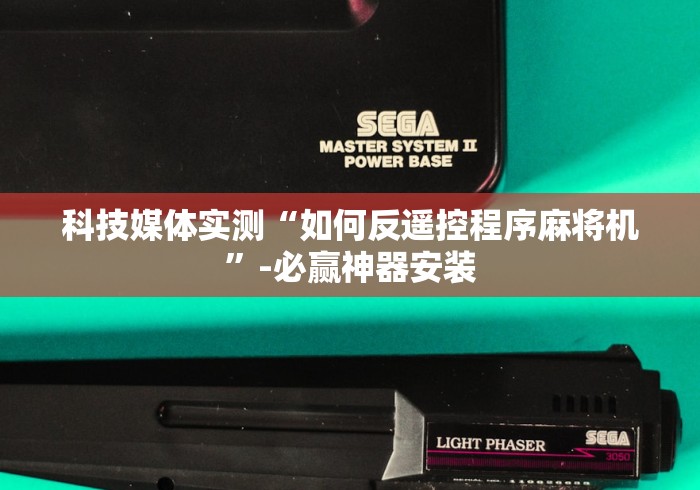 SEGA
MASTER SYSTEM II
POWER BASE
科技媒体实测“如何反遥控程序麻将机
”-必赢神器安装
LIGHT PHASER
SEGA
3050